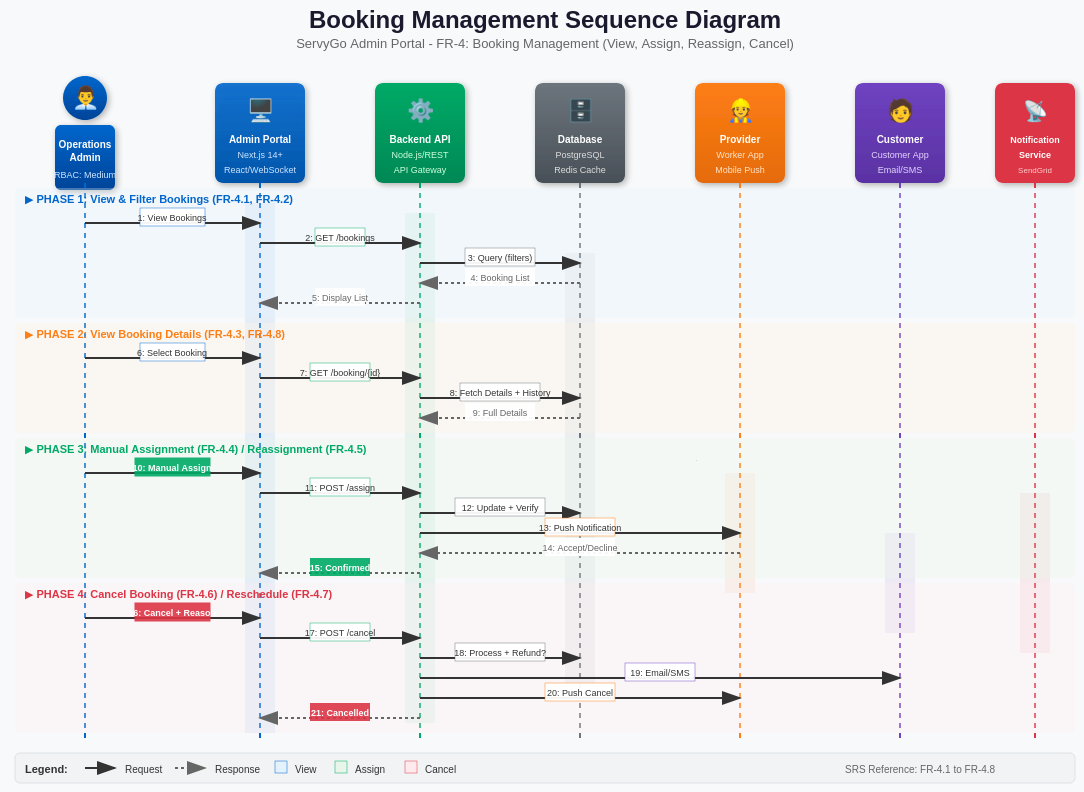 Booking Management Sequence Diagram
ServyGo Admin Portal - FR-4: Booking Management (View, Assign, Reassign, Cancel)
Operations
Admin
RBAC: Medium
Admin Portal
Next.js 14+
React/WebSocket
Backend API
Node.js/REST
API Gateway
Database
PostgreSQL
Redis Cache
Provider
Worker App
Mobile Push
Customer
Customer App
Email/SMS
Notification
Service
SendGrid
▶ PHASE 1: View & Filter Bookings (FR-4.1, FR-4.2)
1: View Bookings
2: GET /bookings
3: Query (filters)
4: Booking List
5: Display List
▶ PHASE 2: View Booking Details (FR-4.3, FR-4.8)
6: Select Booking
7: GET /booking/{id}
8: Fetch Details + History
9: Full Details
▶ PHASE 3: Manual Assignment (FR-4.4) / Reassignment (FR-4.5)
10: Manual Assign
11: POST /assign
12: Update + Verify
13: Push Notification
14: Accept/Decline
15: Confirmed
▶ PHASE 4: Cancel Booking (FR-4.6) / Reschedule (FR-4.7)
6: Cancel + Reaso
17: POST /cancel
18: Process + Refund?
19: Email/SMS
20: Push Cancel
21: Cancelled
Legend: Request Response View Assign Cancel SRS Reference: FR-4.1 to FR-4.8